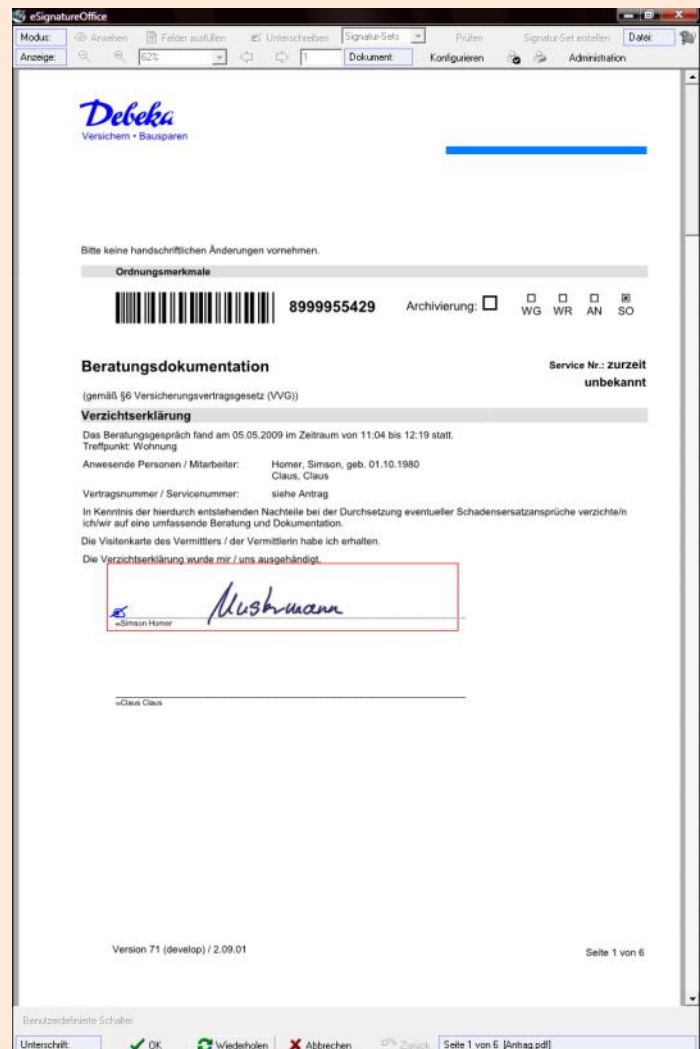 eSignatureOffice
Modus: Ansehen Felder ausfüllen Unterschreiben Signatur-Sets Prüfen Signatur-Set erstellen Datei:
Anzeige: 62% 1 Dokument: Konfigurieren Administration
Debeka
Versichern • Bausparen
Bitte keine handschriftlichen Änderungen vornehmen.
Ordnungsmerkmale
8999955429 Archivierung: WG WR AN SO
Beratungsdokumentation Service Nr.: zurzeit
unbekannt
(gemäß §6 Versicherungsvertragsgesetz (VVG))
Verzichtserklärung
Das Beratungsgespräch fand am 05.05.2009 im Zeitraum von 11:04 bis 12:19 statt.
Treffpunkt: Wohnung
Anwesende Personen / Mitarbeiter: Homer, Simson, geb. 01.10.1980
Claus, Claus
Vertragsnummer / Servicenummer: siehe Antrag
In Kenntnis der hierdurch entstehenden Nachteile bei der Durchsetzung eventueller Schadensersatzansprüche verzichte/n
ich/wir auf eine umfassende Beratung und Dokumentation.
Die Visitenkarte des Vermittlers / der Vermittlerin habe ich erhalten.
Die Verzichtserklärung wurde mir / uns ausgehändigt.
Mustermann
Simson Homer
Claus Claus
Version 71 (develop) / 2.09.01 Seite 1 von 6
Benutzerdefinierte Schalter
Unterschrift: OK Wiederholen Abbrechen Zurück Seite 1 von 6 [Antrag.pdf]